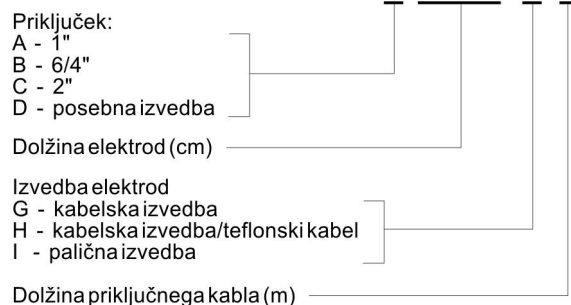 Priključek:
A - 1"
B - 6/4"
C - 2"
D - posebna izvedba
Dolžina elektrod (cm)
Izvedba elektrod
G - kabelska izvedba
H - kabelska izvedba/teflonski kabel
I - palična izvedba
Dolžina priključnega kabla (m)